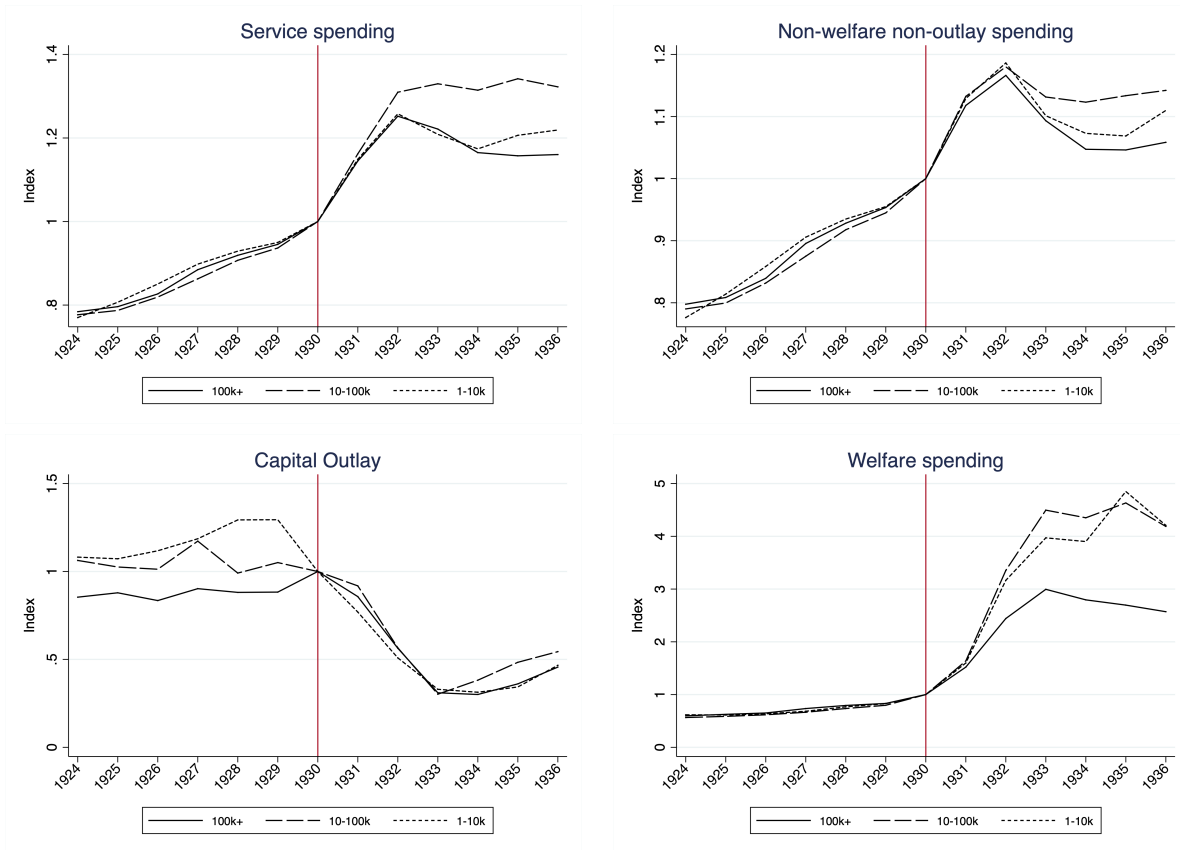 Service spending
Index
1.4
1.2
1
.8
1924 1925 1926 1927 1928 1929 1930 1931 1932 1933 1934 1935 1936
100k+ 10-100k 1-10k
Non-welfare non-outlay spending
Index
1.2
1.1
1
.9
.8
1924 1925 1926 1927 1928 1929 1930 1931 1932 1933 1934 1935 1936
100k+ 10-100k 1-10k
Capital Outlay
Index
1.5
1
.5
0
1924 1925 1926 1927 1928 1929 1930 1931 1932 1933 1934 1935 1936
100k+ 10-100k 1-10k
Welfare spending
Index
5
4
3
2
1
0
1924 1925 1926 1927 1928 1929 1930 1931 1932 1933 1934 1935 1936
100k+ 10-100k 1-10k